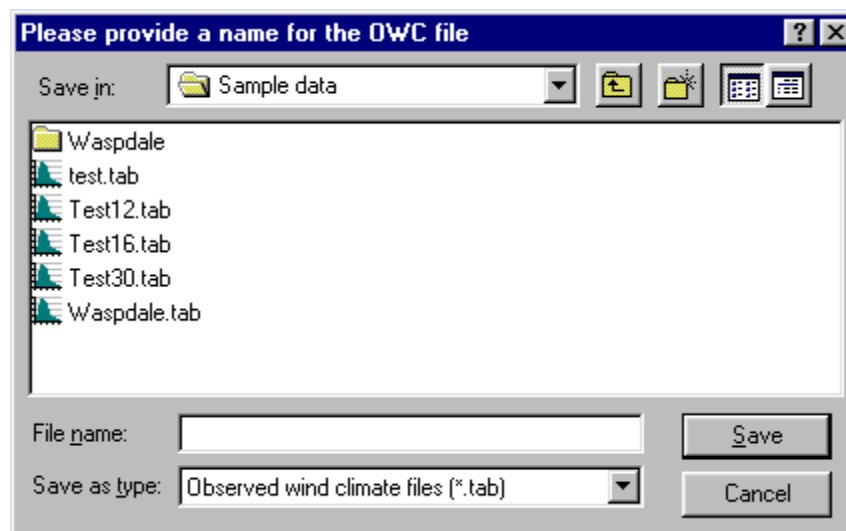 Please provide a name for the OWC file
Save in: Sample data
Waspdale
test.tab
Test12.tab
Test16.tab
Test30.tab
Waspdale.tab
File name: Save
Save as type: Observed wind climate files (*.tab) Cancel